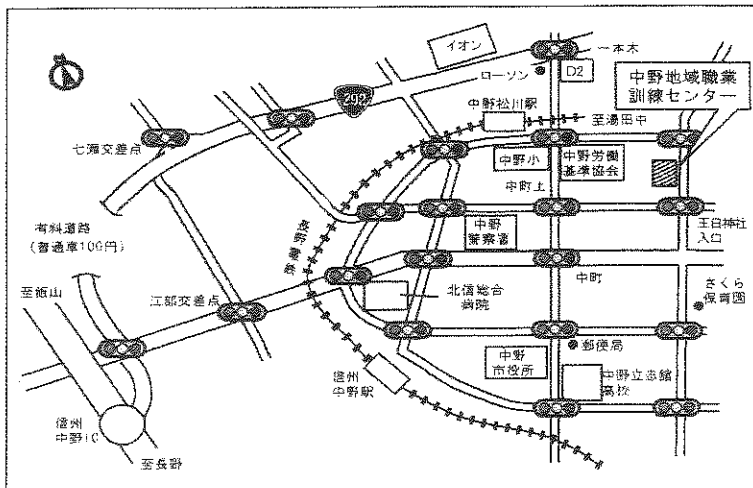 イオン
一本木
ローソン
D2
中野地域職業
訓練センター
292
中野松川駅
至湯田中
七瀬交差点
中野小
中野労働
基準協会
中町上
有料道路
(普通車100円)
長野電鉄
中野
警察署
王日神社
入口
至飯山
江部交差点
北信総合
病院
中町
さくら
保育園
中野
市役所
郵便局
信州
中野駅
中野立志館
高校
信州
中野IC
至長野